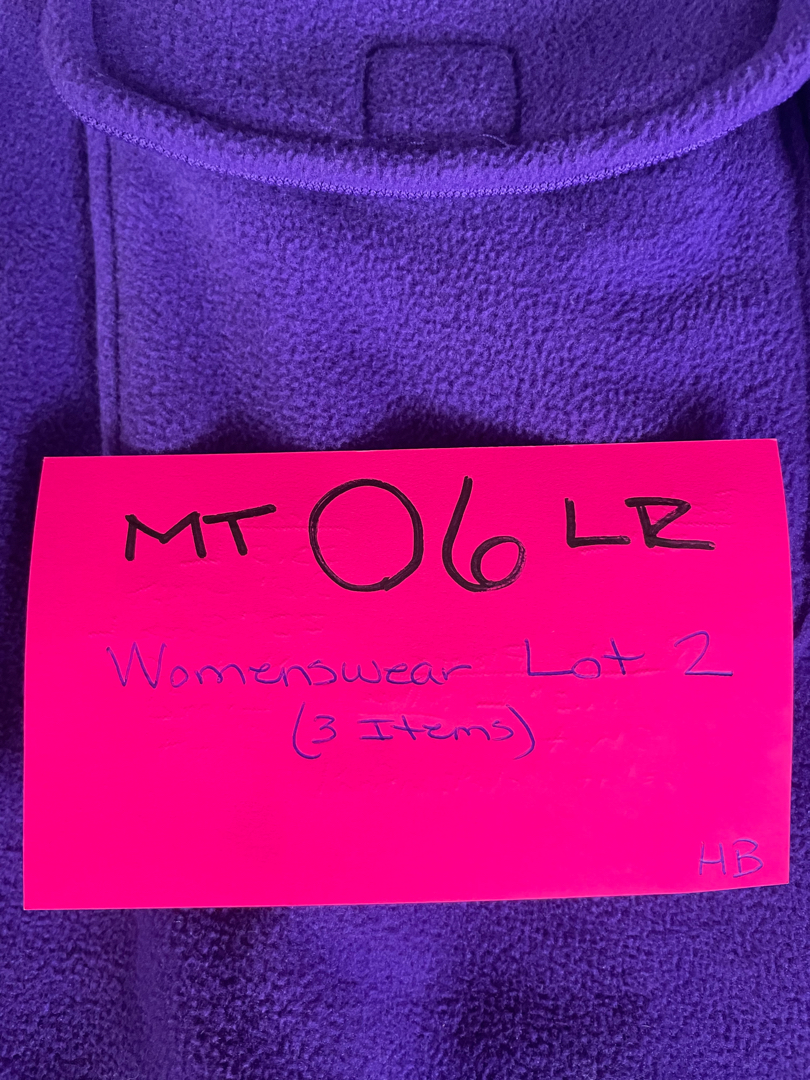 MT 06 LR
Womenswear Lot 2
(3 Items)
HB